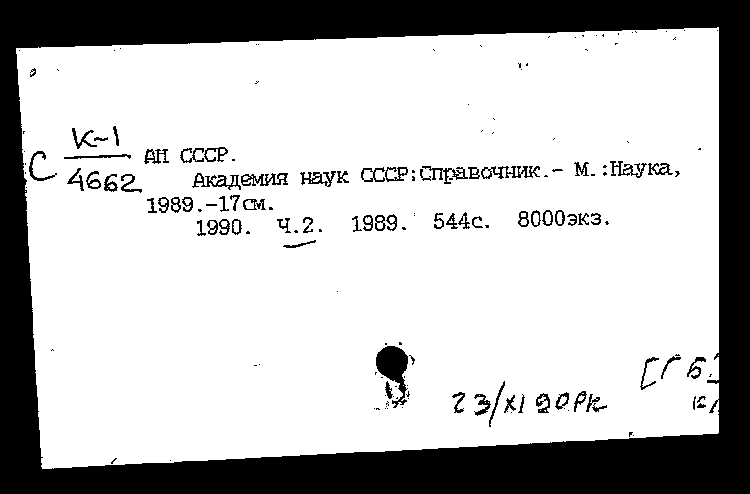 С К-1
4662
АН СССР.
Академия наук СССР:Справочник.- М.:Наука,
1989.-17см.
1990. Ч.2. 1989. 544с. 8000экз.
[Г Б]
23/XI 90РК 12/